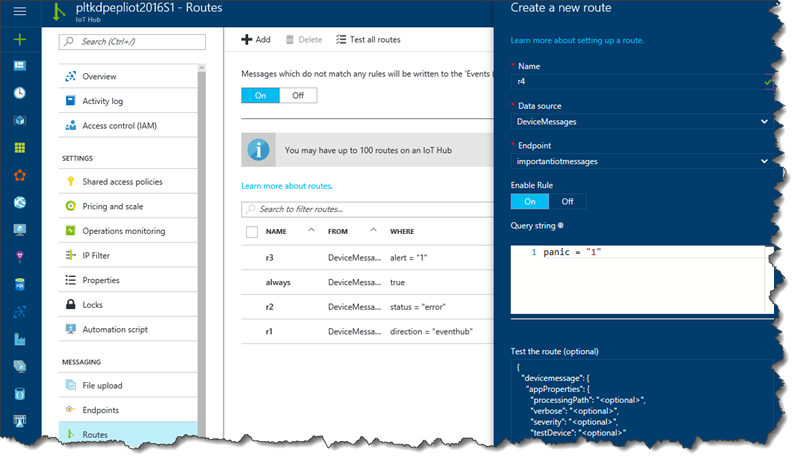 pltkdpepliot2016S1 - Routes
IoT Hub
Search (Ctrl+/)
Overview
Activity log
Access control (IAM)
SETTINGS
Shared access policies
Pricing and scale
Operations monitoring
IP Filter
Properties
Locks
Automation script
MESSAGING
File upload
Endpoints
Routes
Add Delete Test all routes
Messages which do not match any rules will be written to the 'Events (
On Off
You may have up to 100 routes on an IoT Hub
Learn more about routes.
Search to filter routes...
NAME FROM WHERE
r3 DeviceMessa... alert = "1"
always DeviceMessa... true
r2 DeviceMessa... status = "error"
r1 DeviceMessa... direction = "eventhub"
Create a new route
Learn more about setting up a route.
* Name
r4
* Data source
DeviceMessages
* Endpoint
importantiotmessages
Enable Rule
On Off
Query string
1 panic = "1"
Test the route (optional)
{
"devicemessage": {
"appProperties": {
"processingPath": "<optional>",
"verbose": "<optional>",
"severity": "<optional>",
"testDevice": "<optional>"